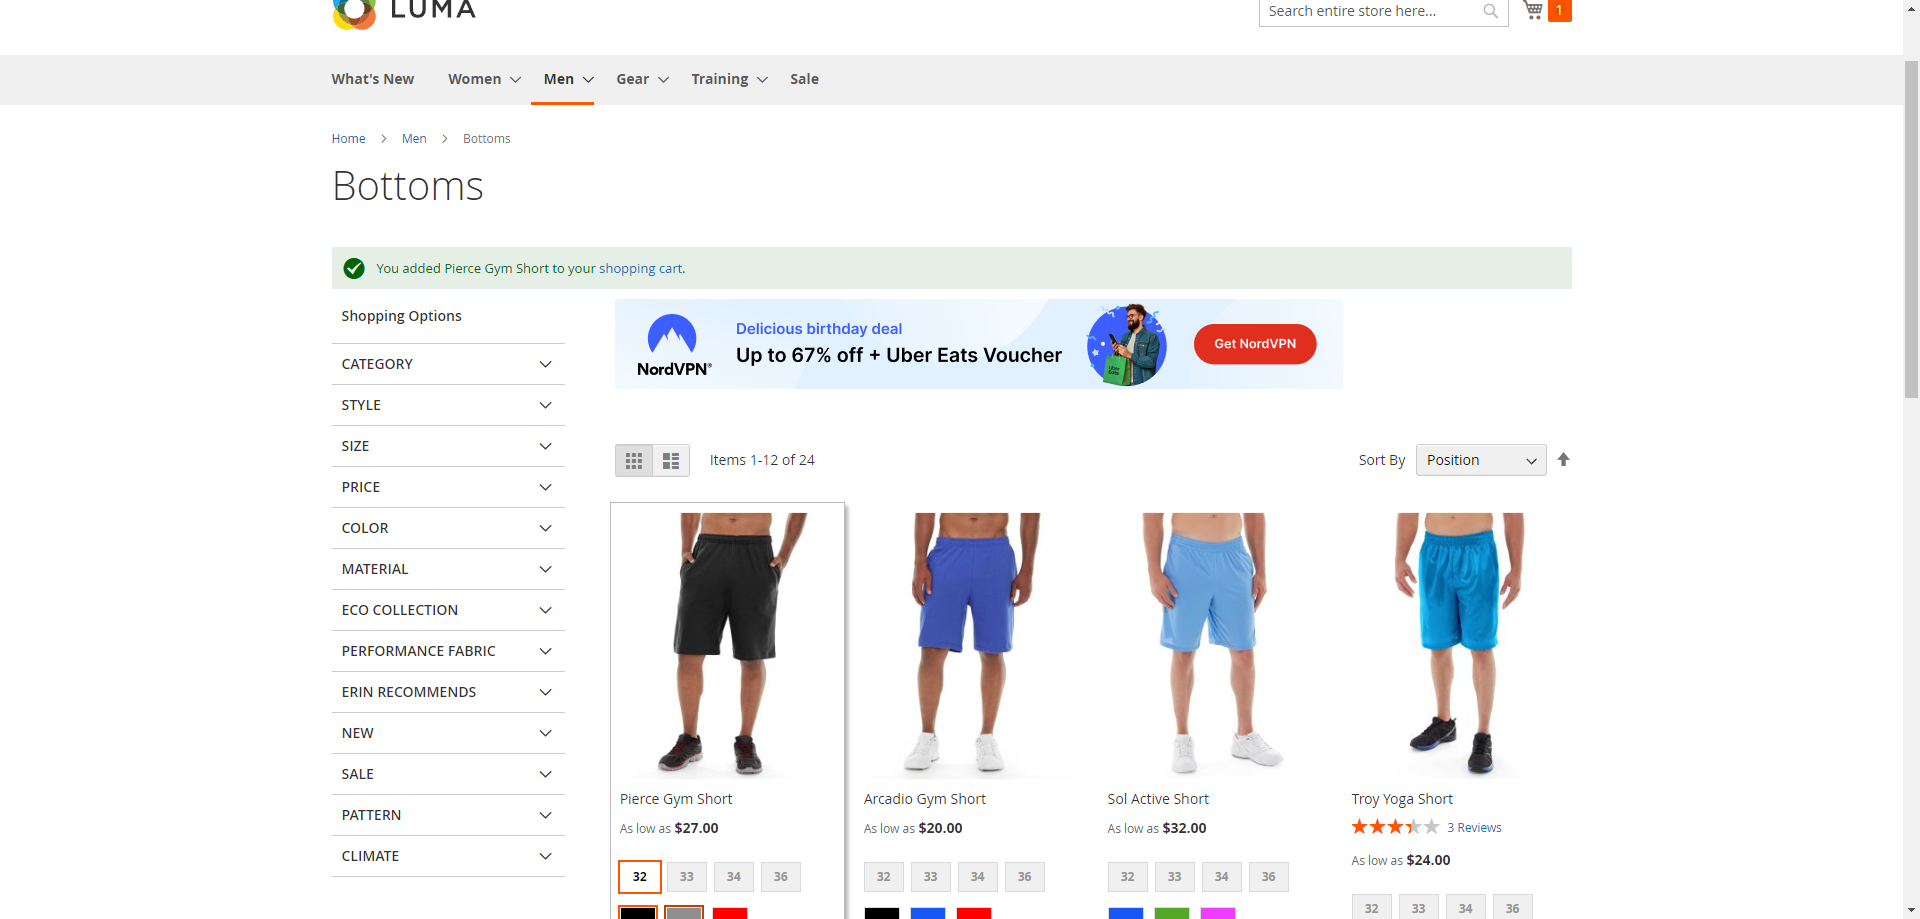 LUMA
Search entire store here...
1
What's New
Women
Men
Gear
Training
Sale
Home
Men
Bottoms
Bottoms
You added Pierce Gym Short to your shopping cart.
Shopping Options
CATEGORY
STYLE
SIZE
PRICE
COLOR
MATERIAL
ECO COLLECTION
PERFORMANCE FABRIC
ERIN RECOMMENDS
NEW
SALE
PATTERN
CLIMATE
NordVPN®
Delicious birthday deal
Up to 67% off + Uber Eats Voucher
Uber Eats
Get NordVPN
Items 1-12 of 24
Sort By
Position
Pierce Gym Short
As low as $27.00
32 33 34 36
Arcadio Gym Short
As low as $20.00
32 33 34 36
Sol Active Short
As low as $32.00
32 33 34 36
Troy Yoga Short
3 Reviews
As low as $24.00
32 33 34 36